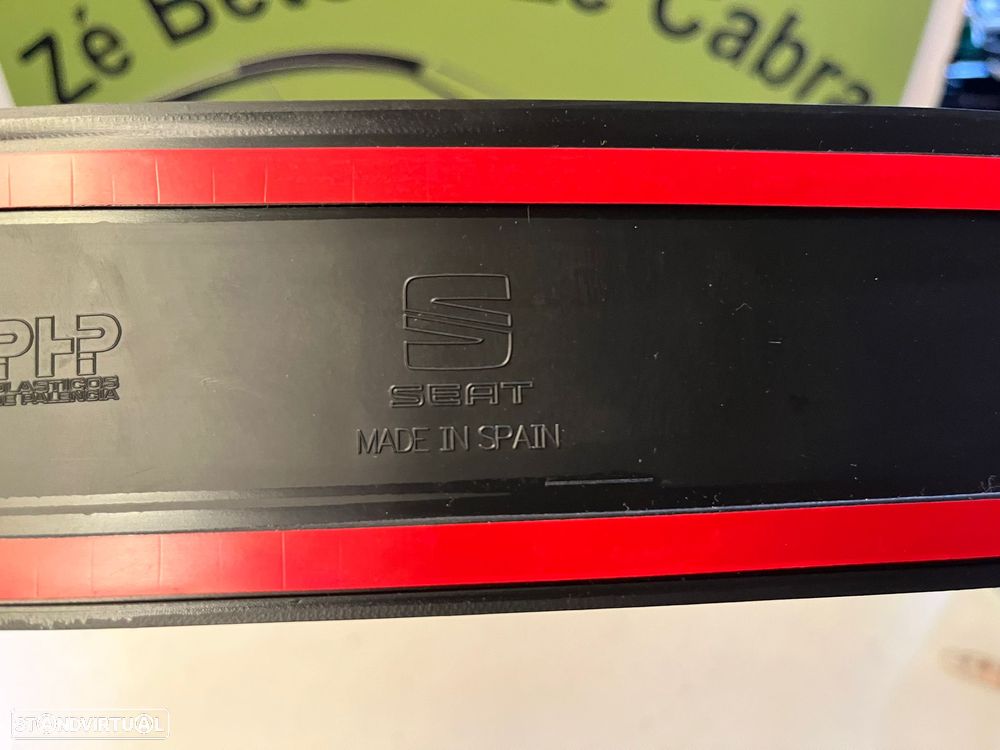 Zé
Cabra
PHP
PLASTICOS
DE PALENCIA
SEAT
MADE IN SPAIN
STANDVIRTUAL